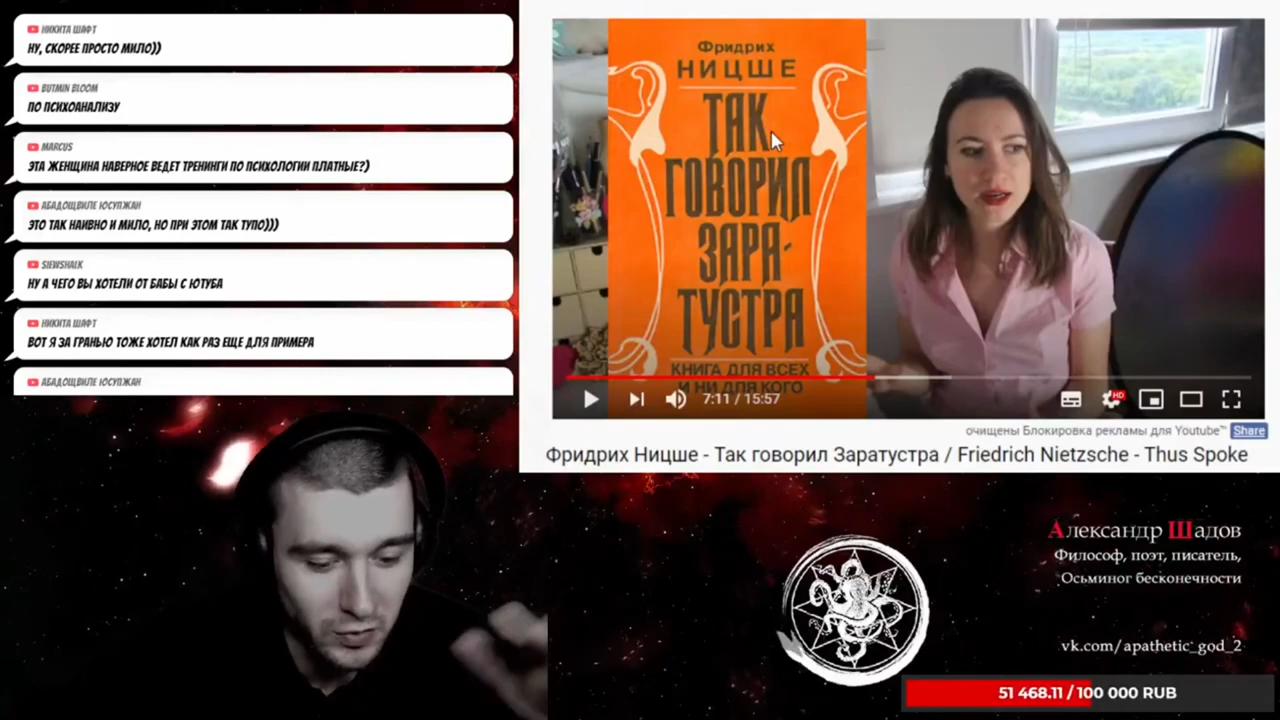 НИКИТА ШАФТ
НУ, СКОРЕЕ ПРОСТО МИЛО))
BUTMIN BLOOM
ПО ПСИХОАНАЛИЗУ
MARCUS
ЭТА ЖЕНЩИНА НАВЕРНОЕ ВЕДЕТ ТРЕНИНГИ ПО ПСИХОЛОГИИ ПЛАТНЫЕ?)
АБАДОЩВИЛЕ ЮСУПЖАН
ЭТО ТАК НАИВНО И МИЛО, НО ПРИ ЭТОМ ТАК ТУПО)))
SIEWSHALK
НУ А ЧЕГО ВЫ ХОТЕЛИ ОТ БАБЫ С ЮТУБА
НИКИТА ШАФТ
ВОТ Я ЗА ГРАНЬЮ ТОЖЕ ХОТЕЛ КАК РАЗ ЕЩЕ ДЛЯ ПРИМЕРА
АБАДОЩВИЛЕ ЮСУПЖАН
Фридрих
НИЦШЕ
ТАК
ГОВОРИЛ
ЗАРА-
ТУСТРА
КНИГА ДЛЯ ВСЕХ
И НИ ДЛЯ КОГО
7:11 / 15:57
HD
очищены Блокировка рекламы для Youtube™ Share
Фридрих Ницше - Так говорил Заратустра / Friedrich Nietzsche - Thus Spoke
Александр Шадов
Философ, поэт, писатель,
Осьминог бесконечности
vk.com/apathetic_god_2
51 468.11 / 100 000 RUB